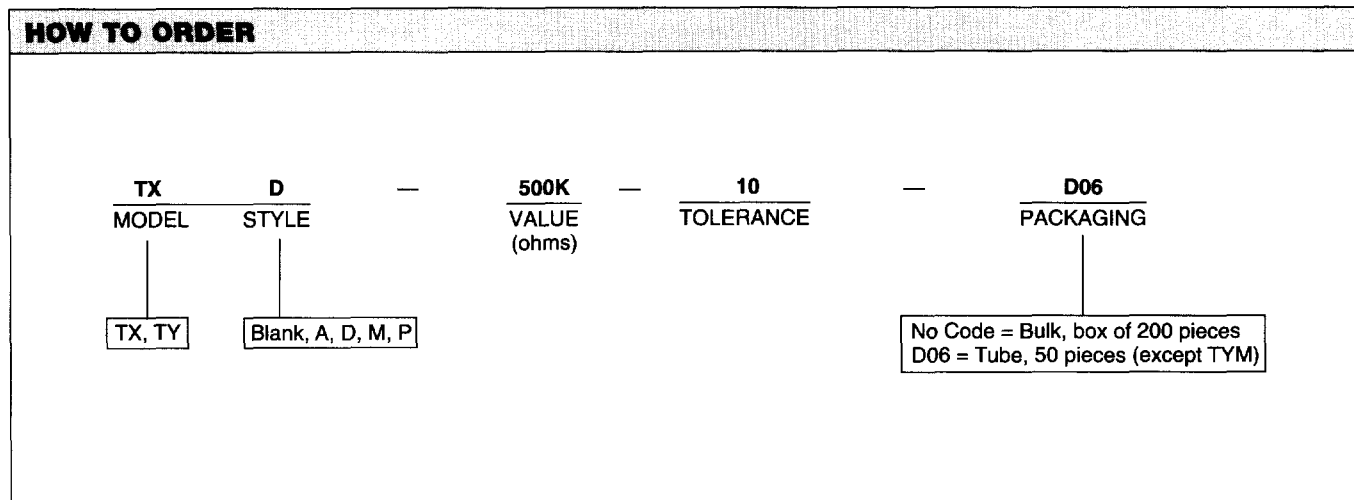 HOW TO ORDER
TX D — 500K — 10 — D06
MODEL STYLE VALUE TOLERANCE PACKAGING
(ohms)
TX, TY Blank, A, D, M, P No Code = Bulk, box of 200 pieces
D06 = Tube, 50 pieces (except TYM)